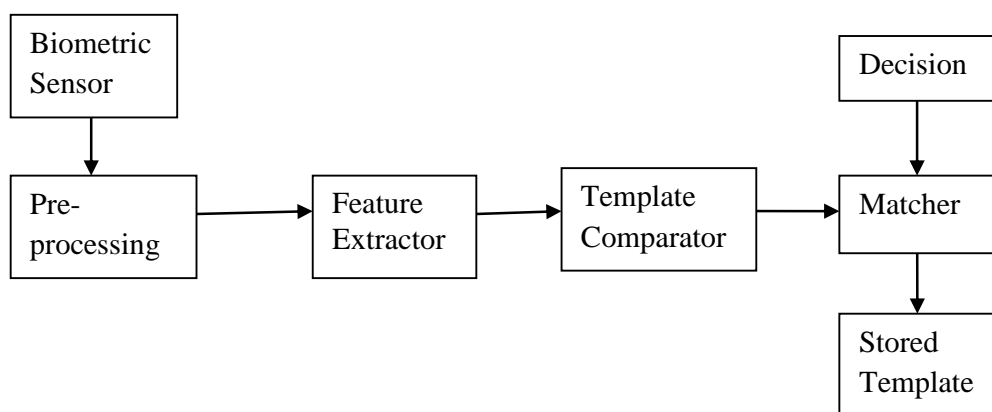 Biometric
Sensor
Decision
Pre-
processing
Feature
Extractor
Template
Comparator
Matcher
Stored
Template